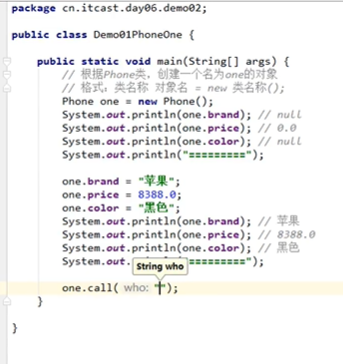 package cn.itcast.day06.demo02;
public class Demo01PhoneOne {
public static void main(String[] args) {
// 根据Phone类，创建一个名为one的对象
// 格式：类名称 对象名 = new 类名称();
Phone one = new Phone();
System.out.println(one.brand); // null
System.out.println(one.price); // 0.0
System.out.println(one.color); // null
System.out.println("=========");
one.brand = "苹果";
one.price = 8388.0;
one.color = "黑色";
System.out.println(one.brand); // 苹果
System.out.println(one.price); // 8388.0
System.out.println(one.color); // 黑色
System.out. =========");
String who
one.call( who: "");
}
}